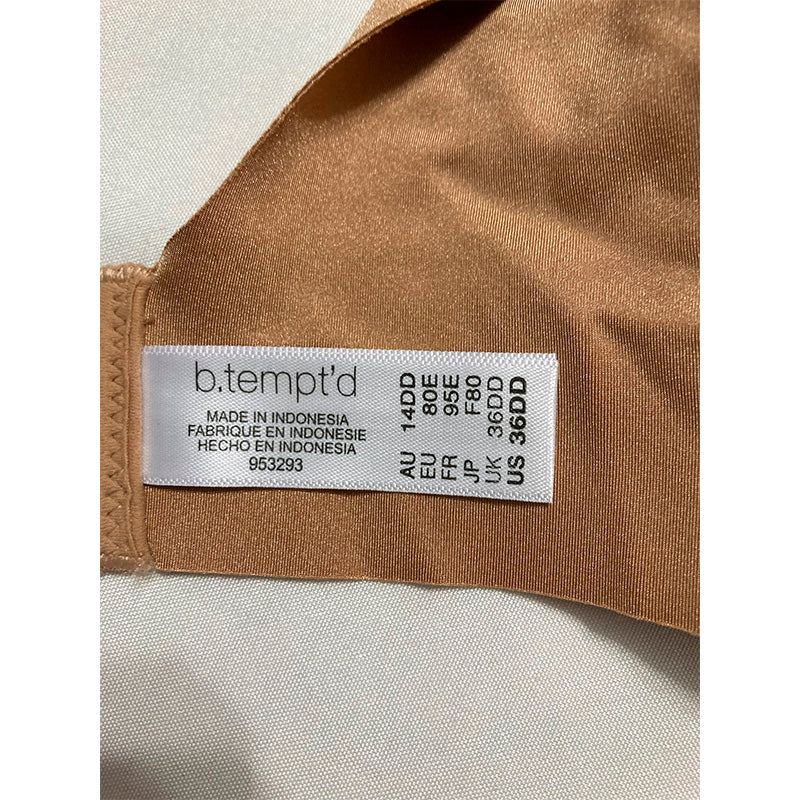 b.tempt'd
MADE IN INDONESIA
FABRIQUE EN INDONESIE
HECHO EN INDONESIA
953293
AU 14DD
EU 80E
FR 95E
JP F80
UK 36DD
US 36DD